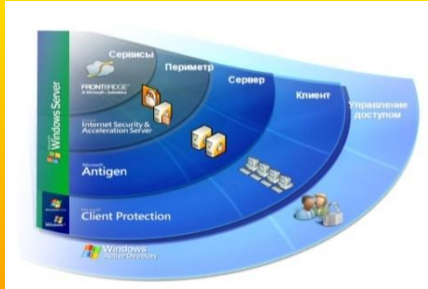 Сервисы
Периметр
Сервер
Клиент
Управление
доступом
Windows Server
FRONTBRIDGE
Internet Security &
Acceleration Server
Antigen
Client Protection
Windows
Active Directory